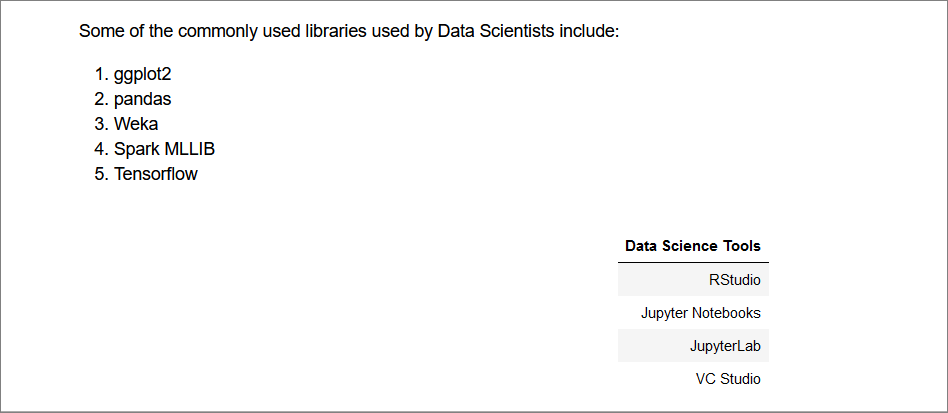 Some of the commonly used libraries used by Data Scientists include:
1. ggplot2
2. pandas
3. Weka
4. Spark MLLIB
5. Tensorflow
Data Science Tools
RStudio
Jupyter Notebooks
JupyterLab
VC Studio